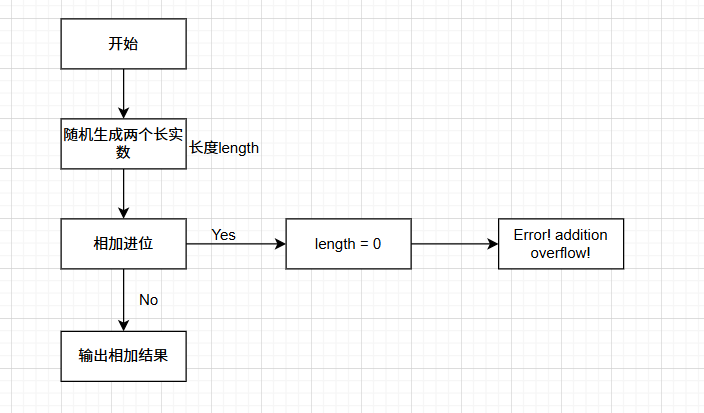 开始
随机生成两个长实
数
长度length
相加进位
Yes
length = 0
Error! addition
overflow!
No
输出相加结果